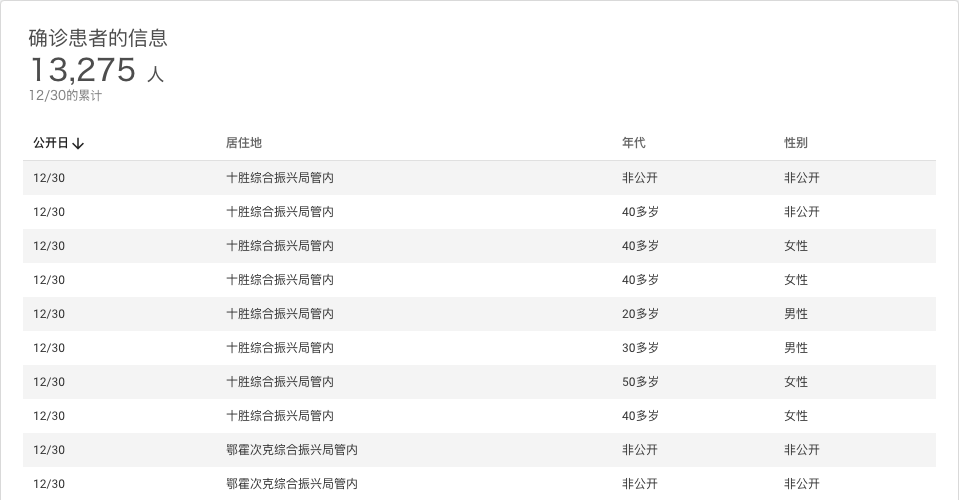 确诊患者的信息
13,275 人
12/30的累计
公开日↓ 居住地 年代 性别
12/30 十胜综合振兴局管内 非公开 非公开
12/30 十胜综合振兴局管内 40多岁 非公开
12/30 十胜综合振兴局管内 40多岁 女性
12/30 十胜综合振兴局管内 40多岁 女性
12/30 十胜综合振兴局管内 20多岁 男性
12/30 十胜综合振兴局管内 30多岁 男性
12/30 十胜综合振兴局管内 50多岁 女性
12/30 十胜综合振兴局管内 40多岁 女性
12/30 鄂霍次克综合振兴局管内 非公开 非公开
12/30 鄂霍次克综合振兴局管内 非公开 非公开